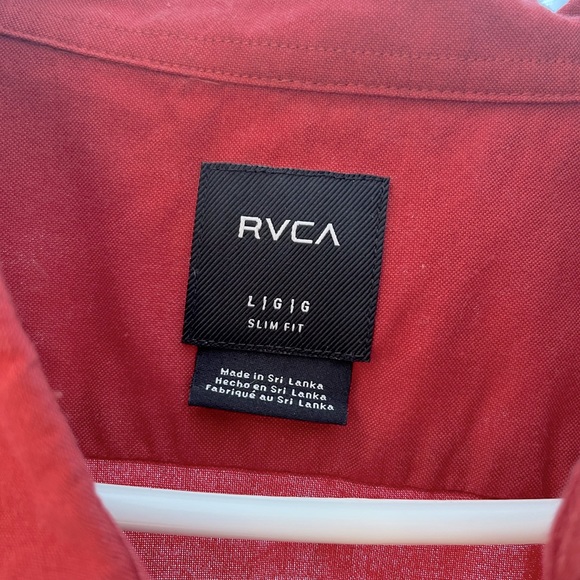 RVCA
L|G|G
SLIM FIT
Made in Sri Lanka
Hecho en Sri Lanka
Fabriqué au Sri Lanka